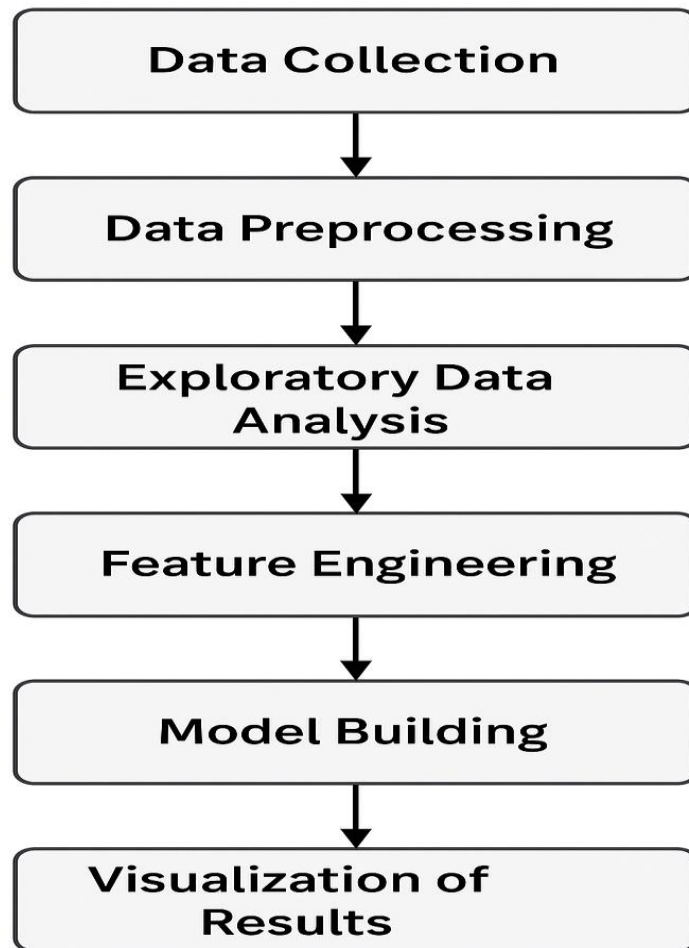 Data Collection
Data Preprocessing
Exploratory Data
Analysis
Feature Engineering
Model Building
Visualization of
Results